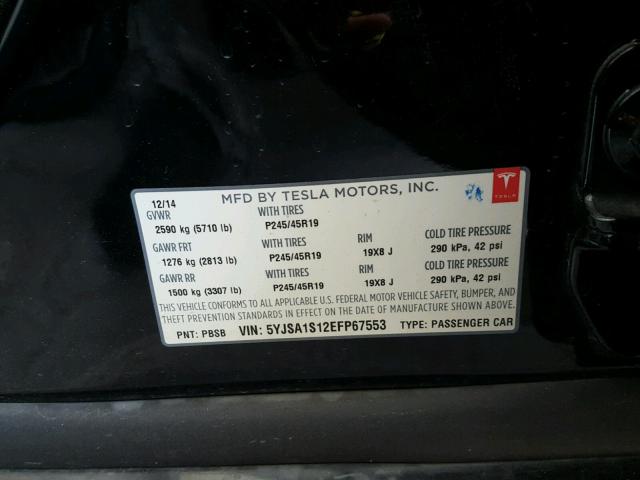 MFD BY TESLA MOTORS, INC.
TESLA
12/14
GVWR WITH TIRES
2590 kg (5710 lb) P245/45R19
GAWR FRT WITH TIRES RIM COLD TIRE PRESSURE
1276 kg (2813 lb) P245/45R19 19X8 J 290 kPa, 42 psi
GAWR RR WITH TIRES RIM COLD TIRE PRESSURE
1500 kg (3307 lb) P245/45R19 19X8 J 290 kPa, 42 psi
THIS VEHICLE CONFORMS TO ALL APPLICABLE U.S. FEDERAL MOTOR VEHICLE SAFETY, BUMPER, AND
THEFT PREVENTION STANDARDS IN EFFECT ON THE DATE OF MANUFACTURE SHOWN ABOVE.
PNT: PBSB VIN: 5YJSA1S12EFP67553 TYPE: PASSENGER CAR